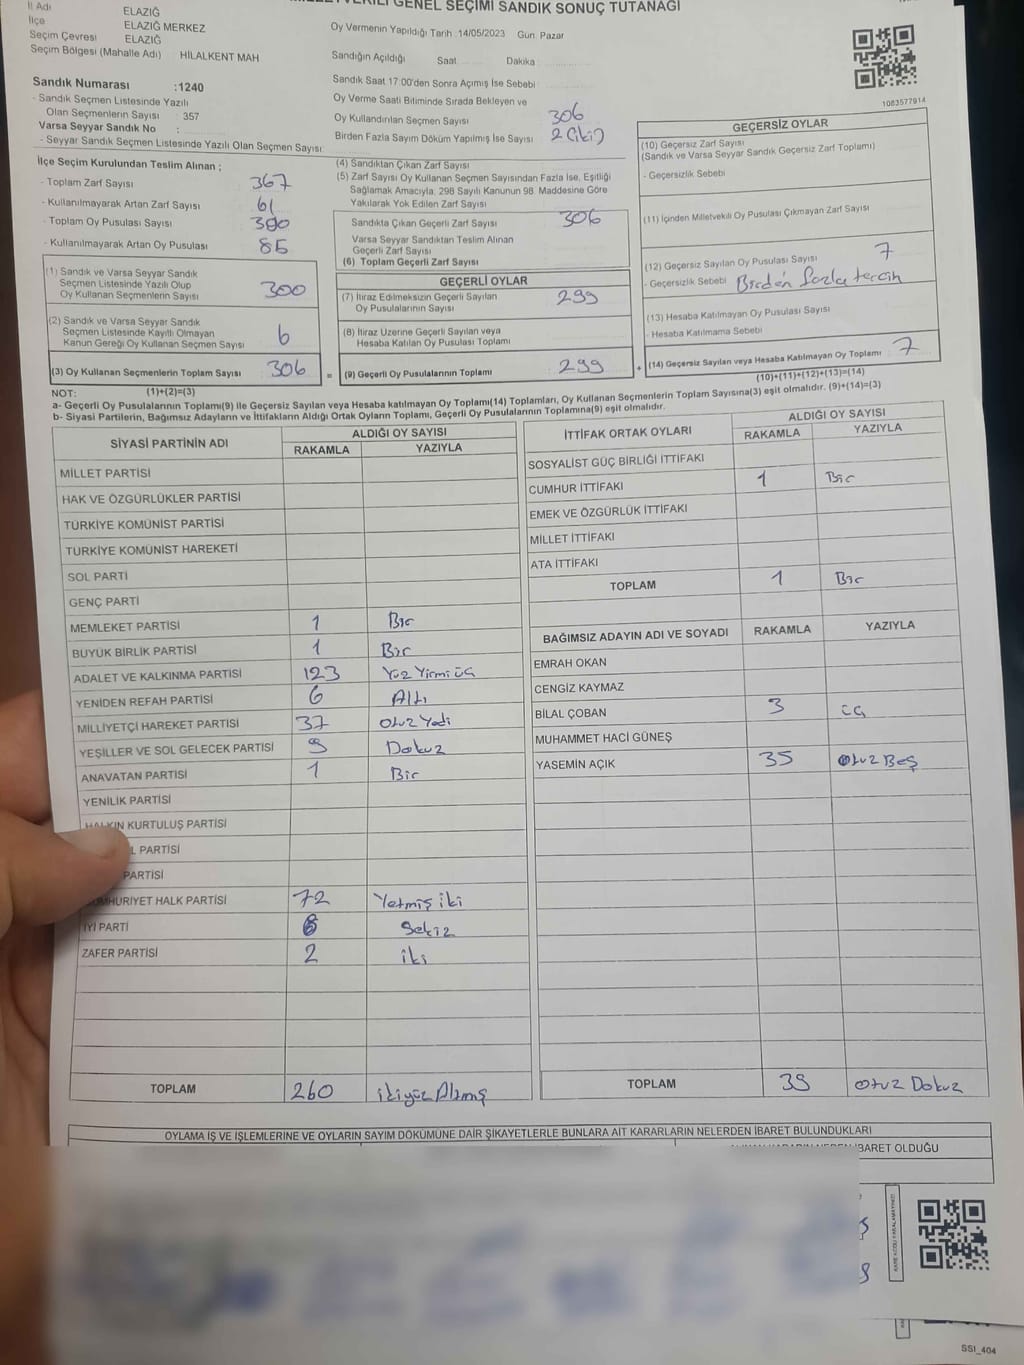 GENEL SEÇİMİ SANDIK SONUÇ TUTANAĞI
İl Adı ELAZIĞ
İlçe ELAZIĞ MERKEZ
Seçim Çevresi ELAZIĞ
Seçim Bölgesi (Mahalle Adı) HİLALKENT MAH
Oy Vermenin Yapıldığı Tarih :14/05/2023 Gün Pazar
Sandığın Açıldığı Saat Dakika
Sandık Saat 17:00'den Sonra Açılmış İse Sebebi
Sandık Numarası :1240
- Sandık Seçmen Listesinde Yazılı
Olan Seçmenlerin Sayısı : 357
Varsa Seyyar Sandık No :
- Seyyar Sandık Seçmen Listesinde Yazılı Olan Seçmen Sayısı:
Oy Verme Saati Bitiminde Sırada Bekleyen ve
Oy Kullandırılan Seçmen Sayısı 306
Birden Fazla Sayım Döküm Yapılmış İse Sayısı 2 (iki)
1083577914
İlçe Seçim Kurulundan Teslim Alınan ;
- Toplam Zarf Sayısı 367
- Kullanılmayarak Artan Zarf Sayısı 61
- Toplam Oy Pusulası Sayısı
- Kullanılmayarak Artan Oy Pusulası
(1) Sandık ve Varsa Seyyar Sandık
Seçmen Listesinde Yazılı Olup
Oy Kullanan Seçmenlerin Sayısı 300
(2) Sandık ve Varsa Seyyar Sandık
Seçmen Listesinde Kayıtlı Olmayan
Kanun Gereği Oy Kullanan Seçmen Sayısı 6
(3) Oy Kullanan Seçmenlerin Toplam Sayısı 306
(1)+(2)=(3)
(4) Sandıktan Çıkan Zarf Sayısı
(5) Zarf Sayısı Oy Kullanan Seçmen Sayısından Fazla İse, Eşitliği
Sağlamak Amacıyla, 298 Sayılı Kanunun 98. Maddesine Göre
Yakılarak Yok Edilen Zarf Sayısı
Sandıkta Çıkan Geçerli Zarf Sayısı 306
Varsa Seyyar Sandıktan Teslim Alınan
Geçerli Zarf Sayısı
(6) Toplam Geçerli Zarf Sayısı
GEÇERLİ OYLAR
(7) İtiraz Edilmeksizin Geçerli Sayılan
Oy Pusulalarının Sayısı 299
(8) İtiraz Üzerine Geçerli Sayılan veya
Hesaba Katılan Oy Pusulası Toplamı
= (9) Geçerli Oy Pusulalarının Toplamı : 299 +
GEÇERSİZ OYLAR
(10) Geçersiz Zarf Sayısı
(Sandık ve Varsa Seyyar Sandık Geçersiz Zarf Toplamı)
- Geçersizlik Sebebi
(11) İçinden Milletvekili Oy Pusulası Çıkmayan Zarf Sayısı
(12) Geçersiz Sayılan Oy Pusulası Sayısı 7
- Geçersizlik Sebebi Birden fazla tercih
(13) Hesaba Katılmayan Oy Pusulası Sayısı
- Hesaba Katılmama Sebebi
(14) Geçersiz Sayılan veya Hesaba Katılmayan Oy Toplamı 7
(10)+(11)+(12)+(13)=(14)
NOT:
a- Geçerli Oy Pusulalarının Toplamı(9) ile Geçersiz Sayılan veya Hesaba katılmayan Oy Toplamı(14) Toplamları, Oy Kullanan Seçmenlerin Toplam Sayısına(3) eşit olmalıdır. (9)+(14)=(3)
b- Siyasi Partilerin, Bağımsız Adayların ve İttifakların Aldığı Ortak Oyların Toplamı, Geçerli Oy Pusulalarının Toplamına(9) eşit olmalıdır.
SİYASİ PARTİNİN ADI ALDIĞI OY SAYISI
RAKAMLA YAZIYLA
MİLLET PARTİSİ
HAK VE ÖZGÜRLÜKLER PARTİSİ
TÜRKİYE KOMÜNİST PARTİSİ
TÜRKİYE KOMÜNİST HAREKETİ
SOL PARTİ
GENÇ PARTİ
MEMLEKET PARTİSİ 1 Bir
BÜYÜK BİRLİK PARTİSİ 1 Bir
ADALET VE KALKINMA PARTİSİ 123 Yüz Yirmi üç
YENİDEN REFAH PARTİSİ 6 Altı
MİLLİYETÇİ HAREKET PARTİSİ 37 Otuz Yedi
YEŞİLLER VE SOL GELECEK PARTİSİ 9 Dokuz
ANAVATAN PARTİSİ 1 Bir
YENİLİK PARTİSİ
HALKIN KURTULUŞ PARTİSİ
PARTİSİ
PARTİSİ
CUMHURİYET HALK PARTİSİ 72 Yetmiş iki
İYİ PARTİ 8 Sekiz
ZAFER PARTİSİ 2 iki
TOPLAM 260 ikiyüz Altmış
İTTİFAK ORTAK OYLARI ALDIĞI OY SAYISI
RAKAMLA YAZIYLA
SOSYALİST GÜÇ BİRLİĞİ İTTİFAKI
CUMHUR İTTİFAKI 1 Bir
EMEK VE ÖZGÜRLÜK İTTİFAKI
MİLLET İTTİFAKI
ATA İTTİFAKI
TOPLAM 1 Bir
BAĞIMSIZ ADAYIN ADI VE SOYADI RAKAMLA YAZIYLA
EMRAH OKAN
CENGİZ KAYMAZ
BİLAL ÇOBAN 3 üç
MUHAMMET HACİ GÜNEŞ
YASEMİN AÇIK 35 Otuz Beş
TOPLAM 39 Otuz Dokuz
OYLAMA İŞ VE İŞLEMLERİNE VE OYLARIN SAYIM DÖKÜMÜNE DAİR ŞİKAYETLERLE BUNLARA AİT KARARLARIN NELERDEN İBARET BULUNDUKLARI
İBARET OLDUĞU
SSI_404